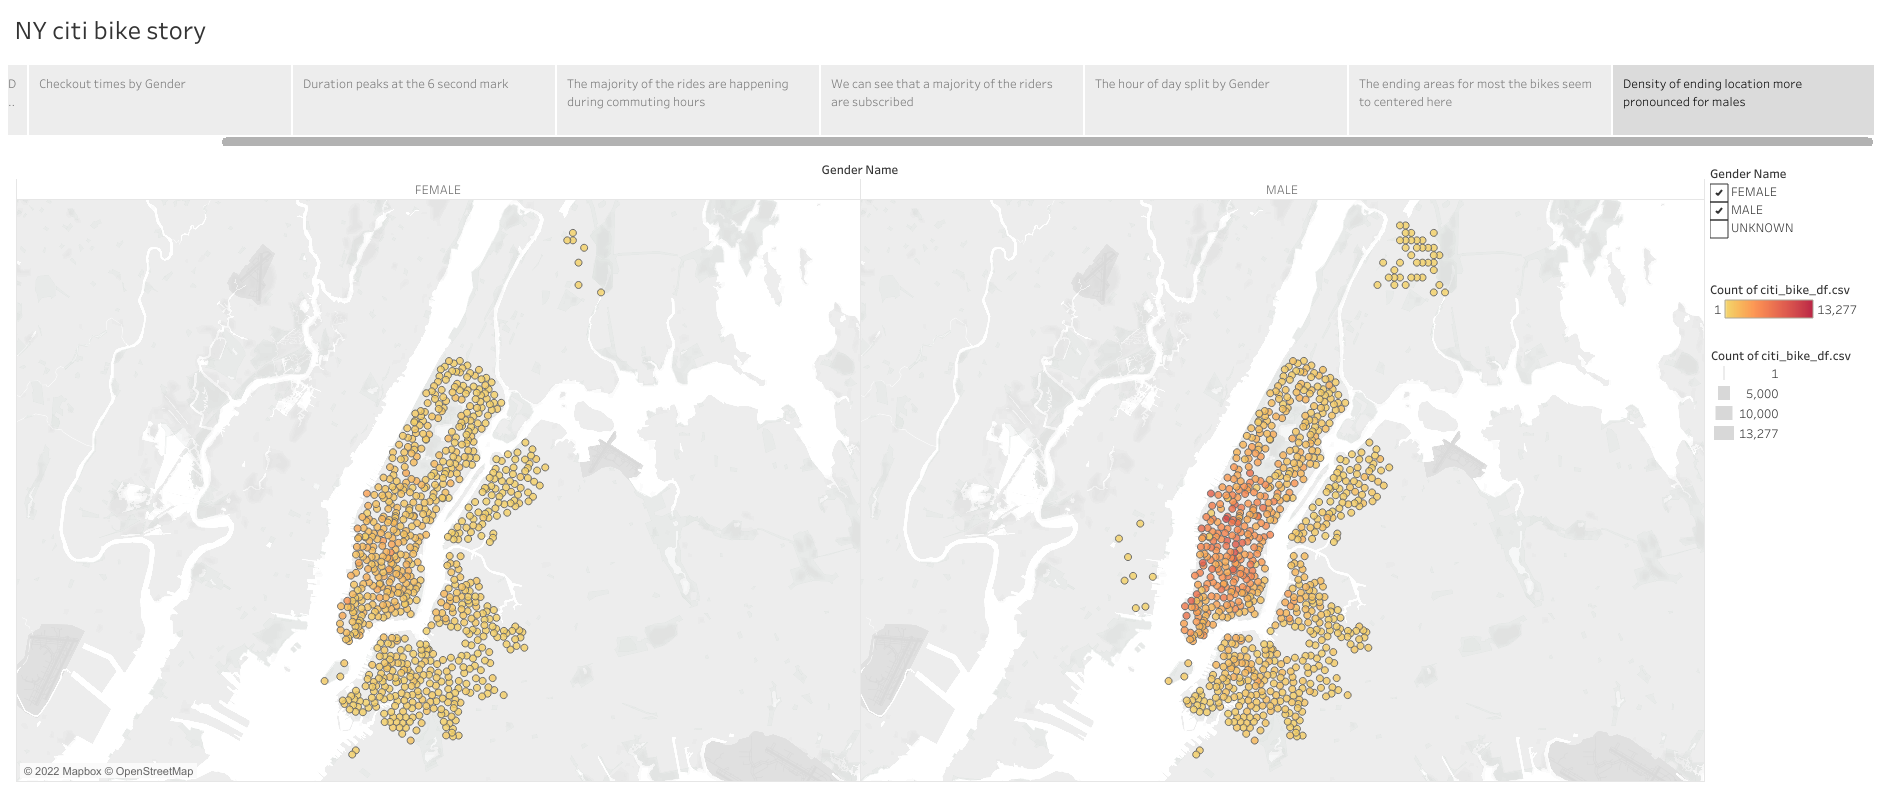 NY citi bike story
D
..
Checkout times by Gender
Duration peaks at the 6 second mark
The majority of the rides are happening
during commuting hours
We can see that a majority of the riders
are subscribed
The hour of day split by Gender
The ending areas for most the bikes seem
to centered here
Density of ending location more
pronounced for males
Gender Name
FEMALE
MALE
Gender Name
FEMALE
MALE
UNKNOWN
Count of citi_bike_df.csv
1 13,277
Count of citi_bike_df.csv
1
5,000
10,000
13,277
© 2022 Mapbox © OpenStreetMap